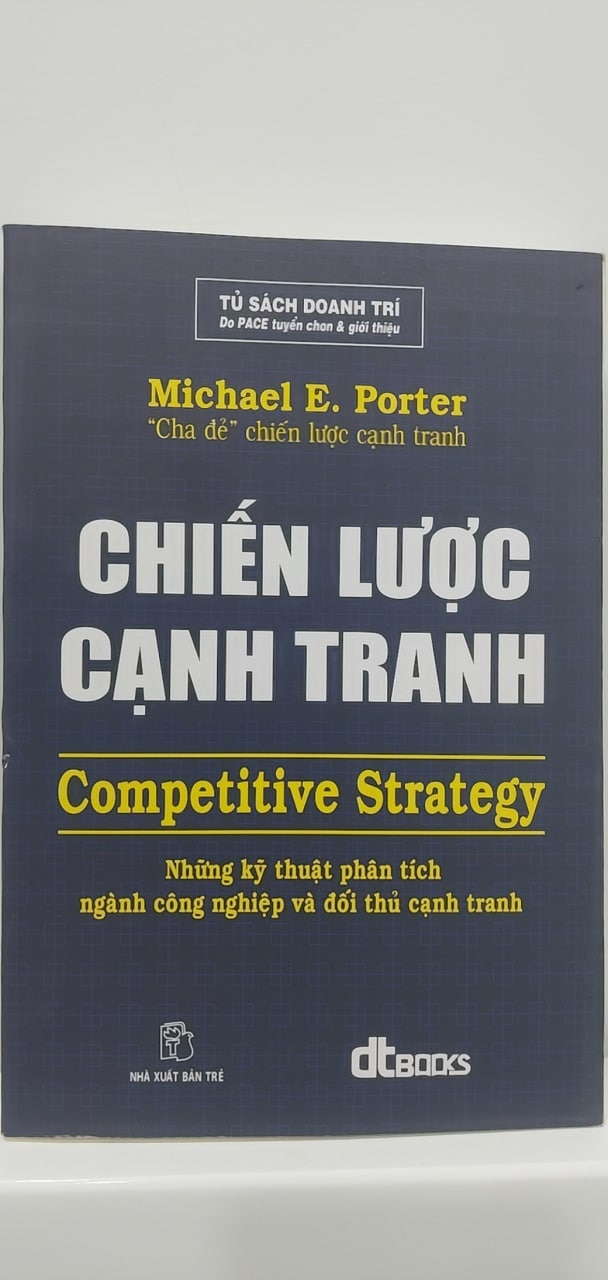 TỦ SÁCH DOANH TRÍ
Do PACE tuyển chọn & giới thiệu
Michael E. Porter
"Cha đẻ" chiến lược cạnh tranh
CHIẾN LƯỢC
CẠNH TRANH
Competitive Strategy
Những kỹ thuật phân tích
ngành công nghiệp và đối thủ cạnh tranh
T
NHÀ XUẤT BẢN TRẺ
dtBOOKS